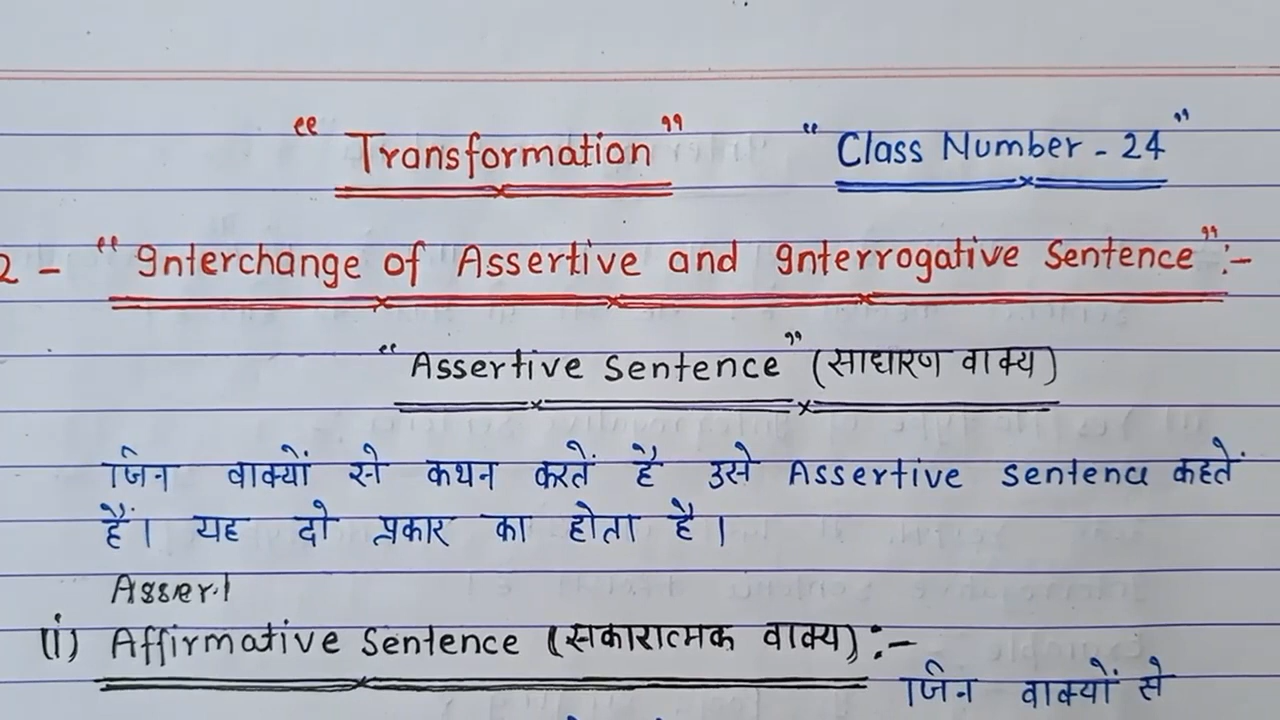 "Transformation" "Class Number - 24"
2 - "Interchange of Assertive and Interrogative Sentence":-
"Assertive Sentence" (साधारण वाक्य)
जिन वाक्यों से कथन करतें है उसे Assertive sentence कहतें
हैं। यह दो प्रकार का होता है।
Assert
(i) Affirmative Sentence (सकारात्मक वाक्य):-
जिन वाक्यों से